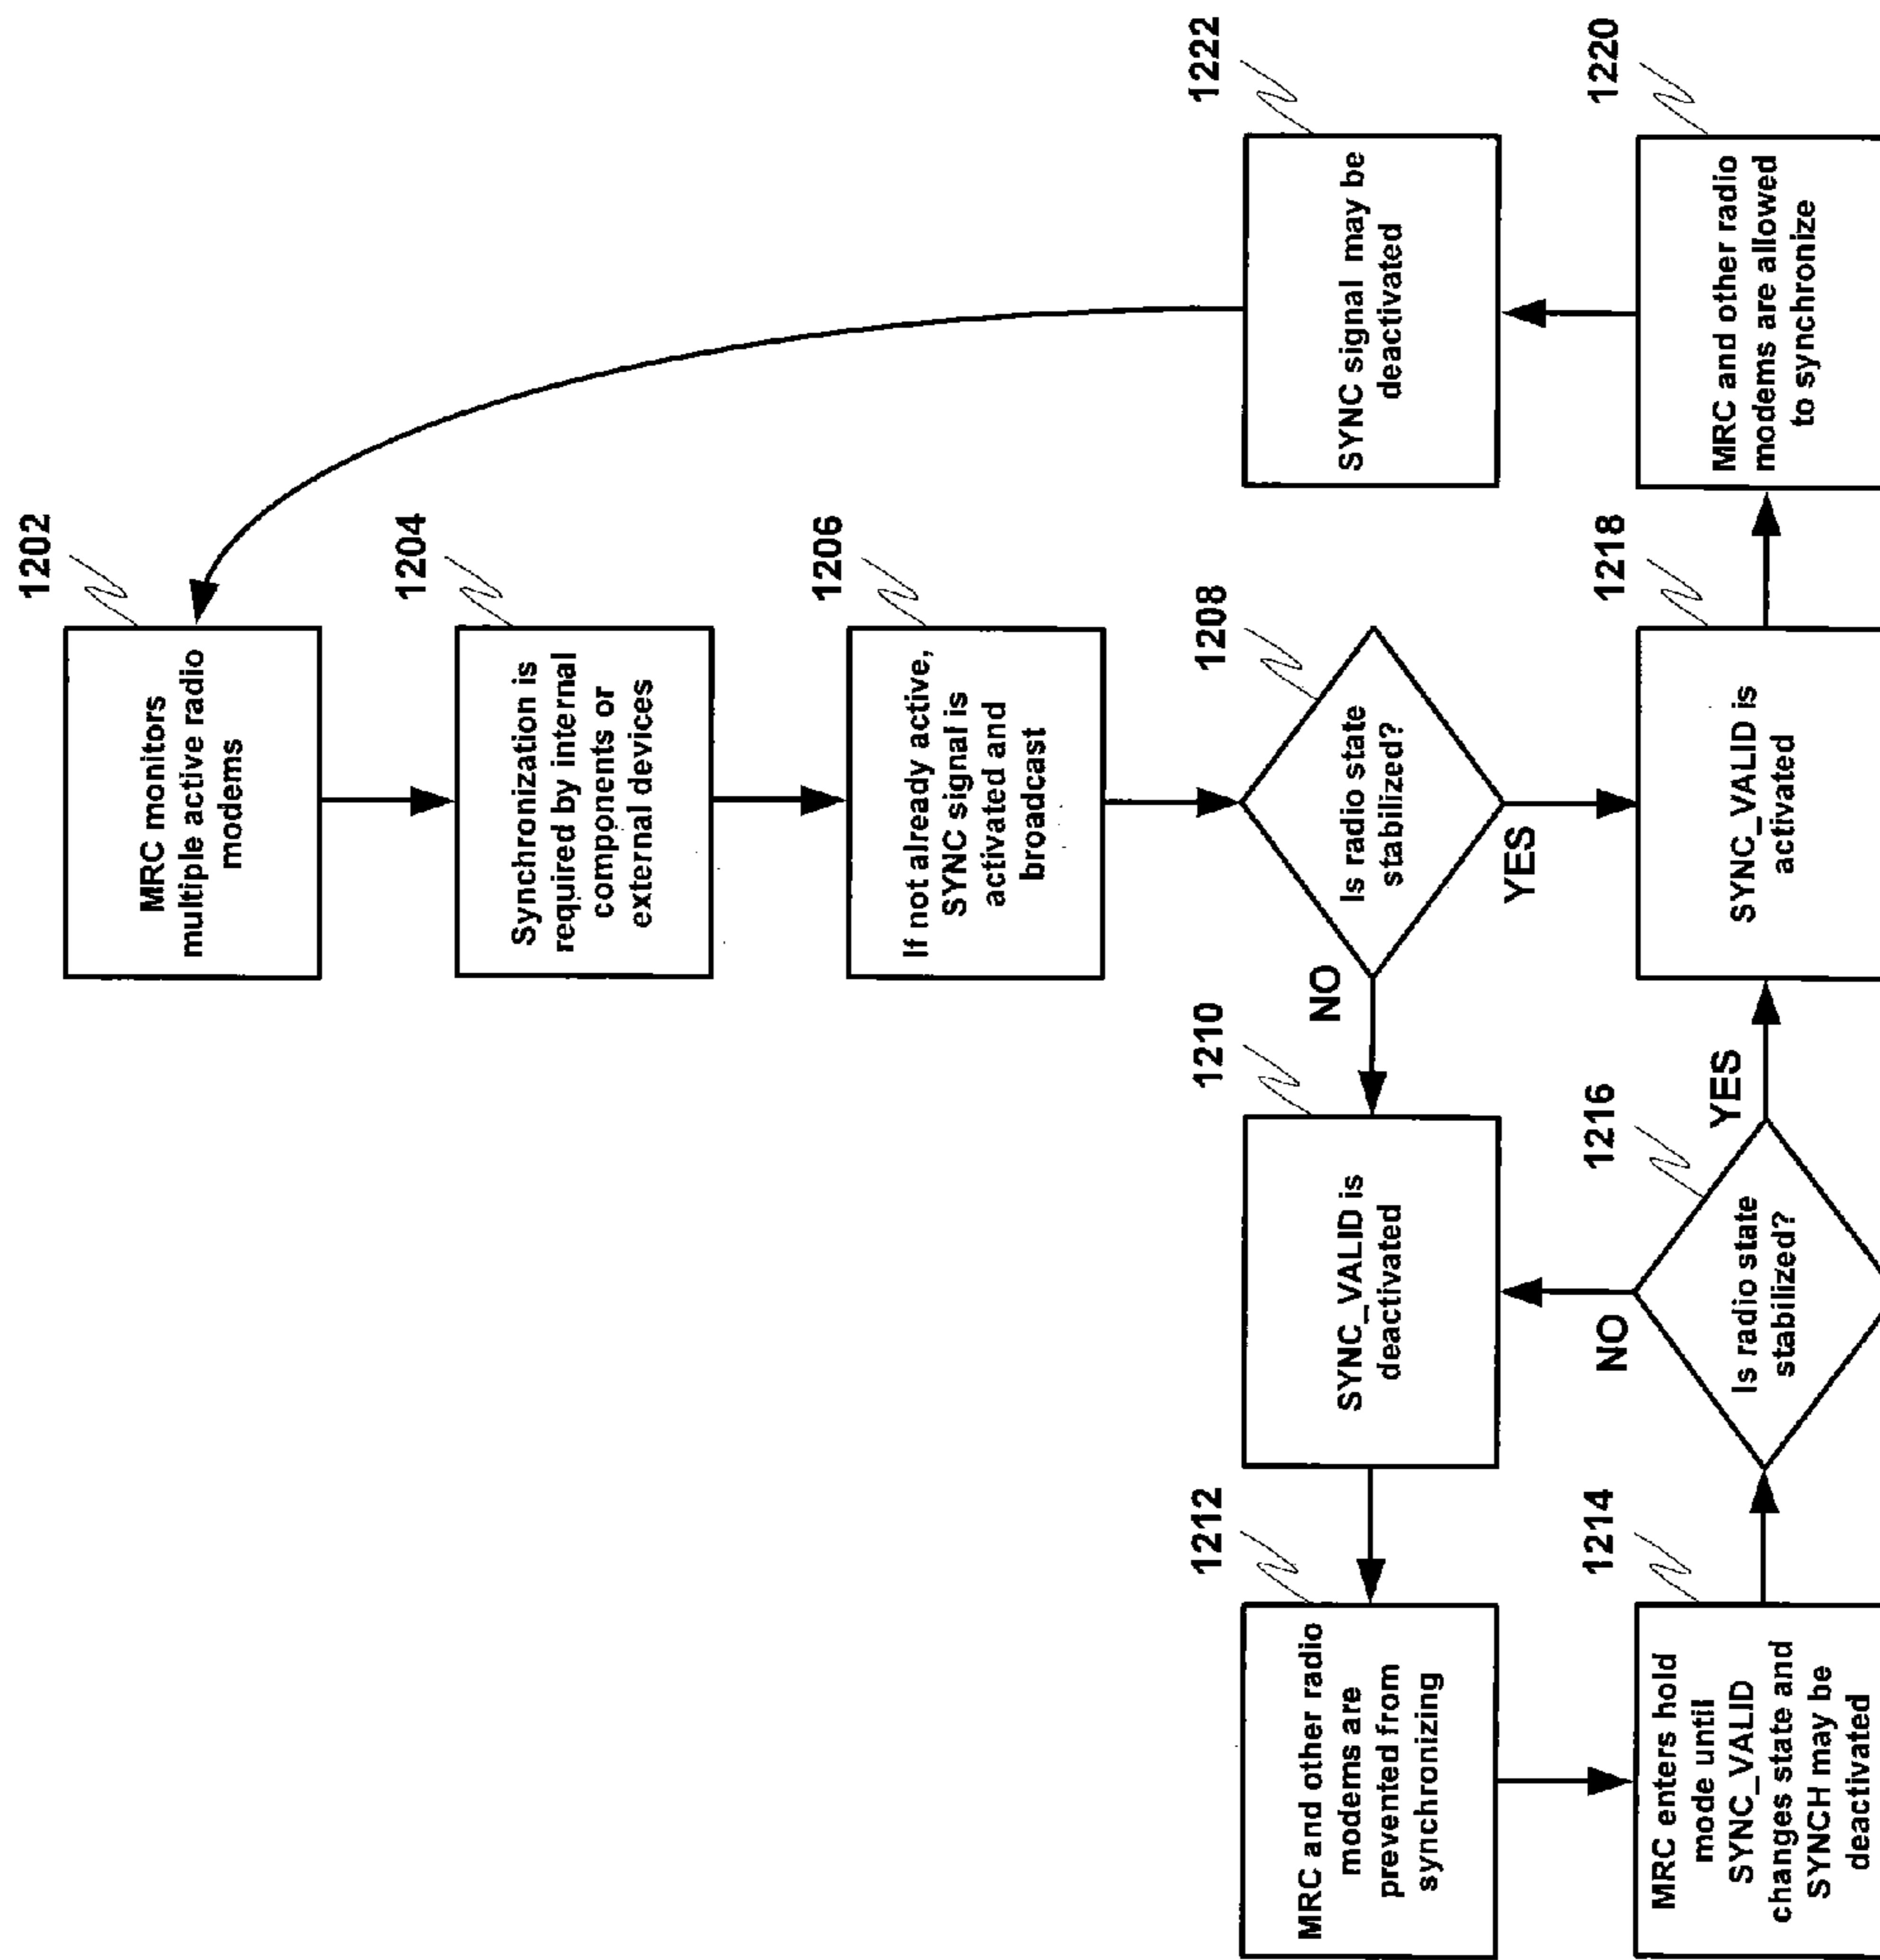 1202
MRC monitors
multiple active radio
modems
1204
Synchronization is
required by internal
components or
external devices
1206
If not already active,
SYNC signal is
activated and
broadcast
1208
Is radio state
stabilized?
NO
YES
1210
SYNC_VALID is
deactivated
1212
MRC and other radio
modems are
prevented from
synchronizing
1214
MRC enters hold
mode until
SYNC_VALID
changes state and
SYNCH may be
deactivated
1216
Is radio state
stabilized?
NO
YES
1218
SYNC_VALID is
activated
1220
MRC and other radio
modems are allowed
to synchronize
1222
SYNC signal may be
deactivated